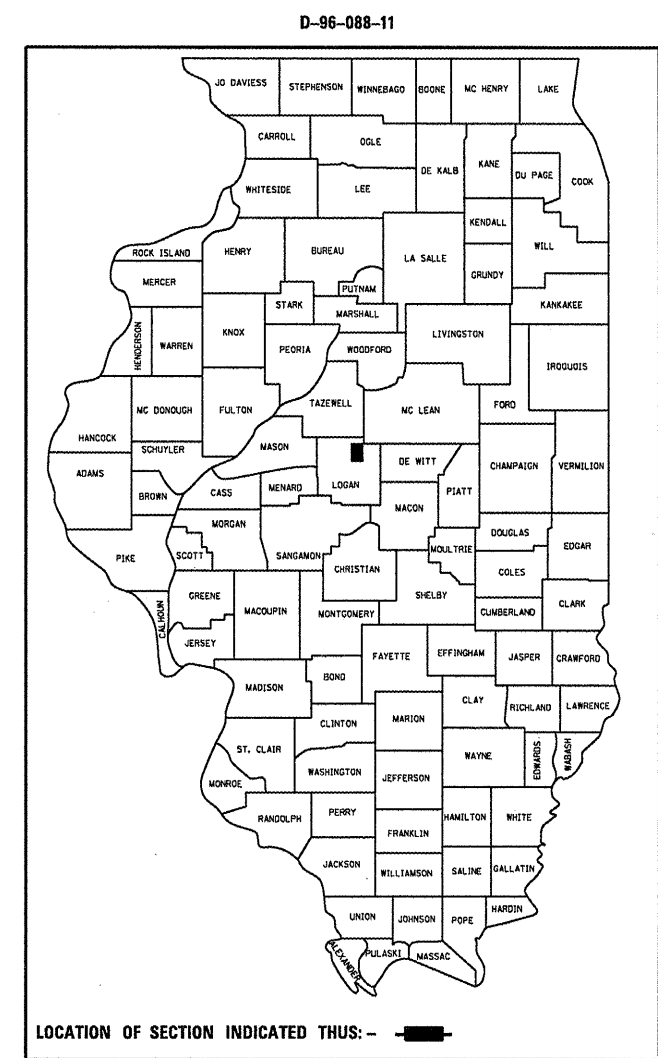 D-96-088-11
JO DAVIESS
STEPHENSON
WINNEBAGO
BOONE
MC HENRY
LAKE
CARROLL
OGLE
DE KALB
KANE
DU PAGE
COOK
WHITESIDE
LEE
KENDALL
WILL
ROCK ISLAND
HENRY
BUREAU
LA SALLE
GRUNDY
MERCER
PUTNAM
KANKAKEE
STARK
MARSHALL
HENDERSON
WARREN
KNOX
PEORIA
WOODFORD
LIVINGSTON
IROQUOIS
TAZEWELL
MC LEAN
FORD
HANCOCK
MC DONOUGH
FULTON
MASON
SCHUYLER
ADAMS
BROWN
CASS
MENARD
LOGAN
DE WITT
PIATT
CHAMPAIGN
VERMILION
MACON
MORGAN
PIKE
SCOTT
SANGAMON
CHRISTIAN
MOULTRIE
DOUGLAS
EDGAR
COLES
SHELBY
GREENE
MACOUPIN
MONTGOMERY
CUMBERLAND
CLARK
CALHOUN
JERSEY
FAYETTE
EFFINGHAM
JASPER
CRAWFORD
MADISON
BOND
CLAY
RICHLAND
LAWRENCE
CLINTON
MARION
ST. CLAIR
WAYNE
EDWARDS
WABASH
WASHINGTON
JEFFERSON
MONROE
RANDOLPH
PERRY
HAMILTON
WHITE
FRANKLIN
JACKSON
WILLIAMSON
SALINE
GALLATIN
UNION
JOHNSON
POPE
HARDIN
ALEXANDER
PULASKI
MASSAC
LOCATION OF SECTION INDICATED THUS: -